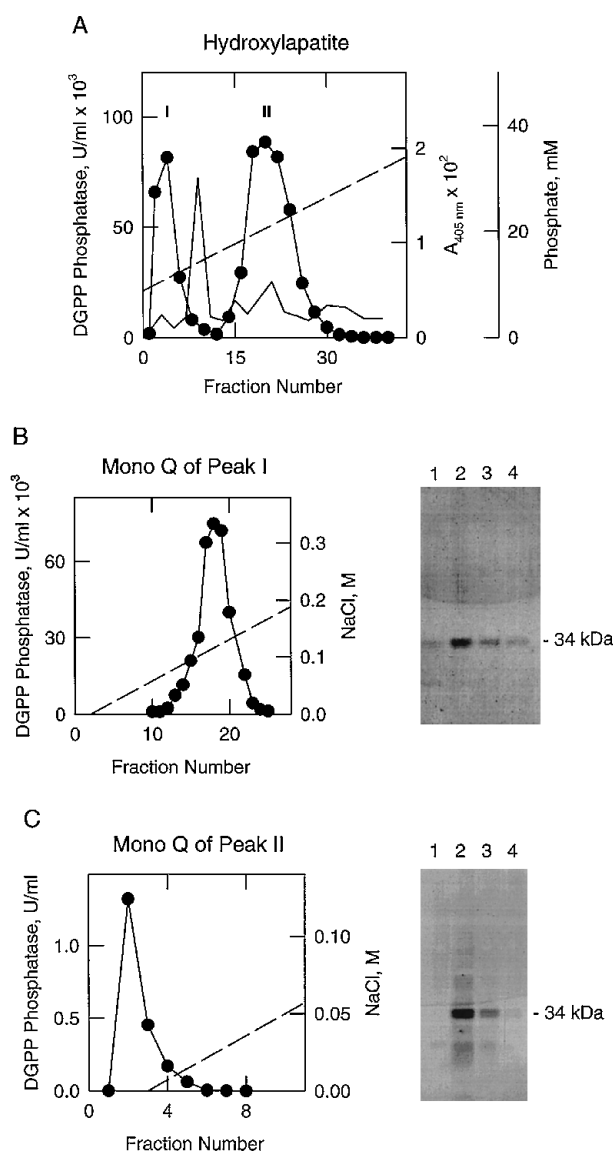 A
Hydroxylapatite
DGPP Phosphatase, U/ml x 10³
100
50
0
I
II
0
15
30
Fraction Number
2
1
0
A405 nm x 10²
40
20
0
Phosphate, mM
B
Mono Q of Peak I
DGPP Phosphatase, U/ml x 10³
60
30
0
0
10
20
Fraction Number
0.3
0.2
0.1
0.0
NaCl, M
1 2 3 4
- 34 kDa
C
Mono Q of Peak II
DGPP Phosphatase, U/ml
1.0
0.5
0.0
0
4
8
Fraction Number
0.10
0.05
0.00
NaCl, M
1 2 3 4
- 34 kDa